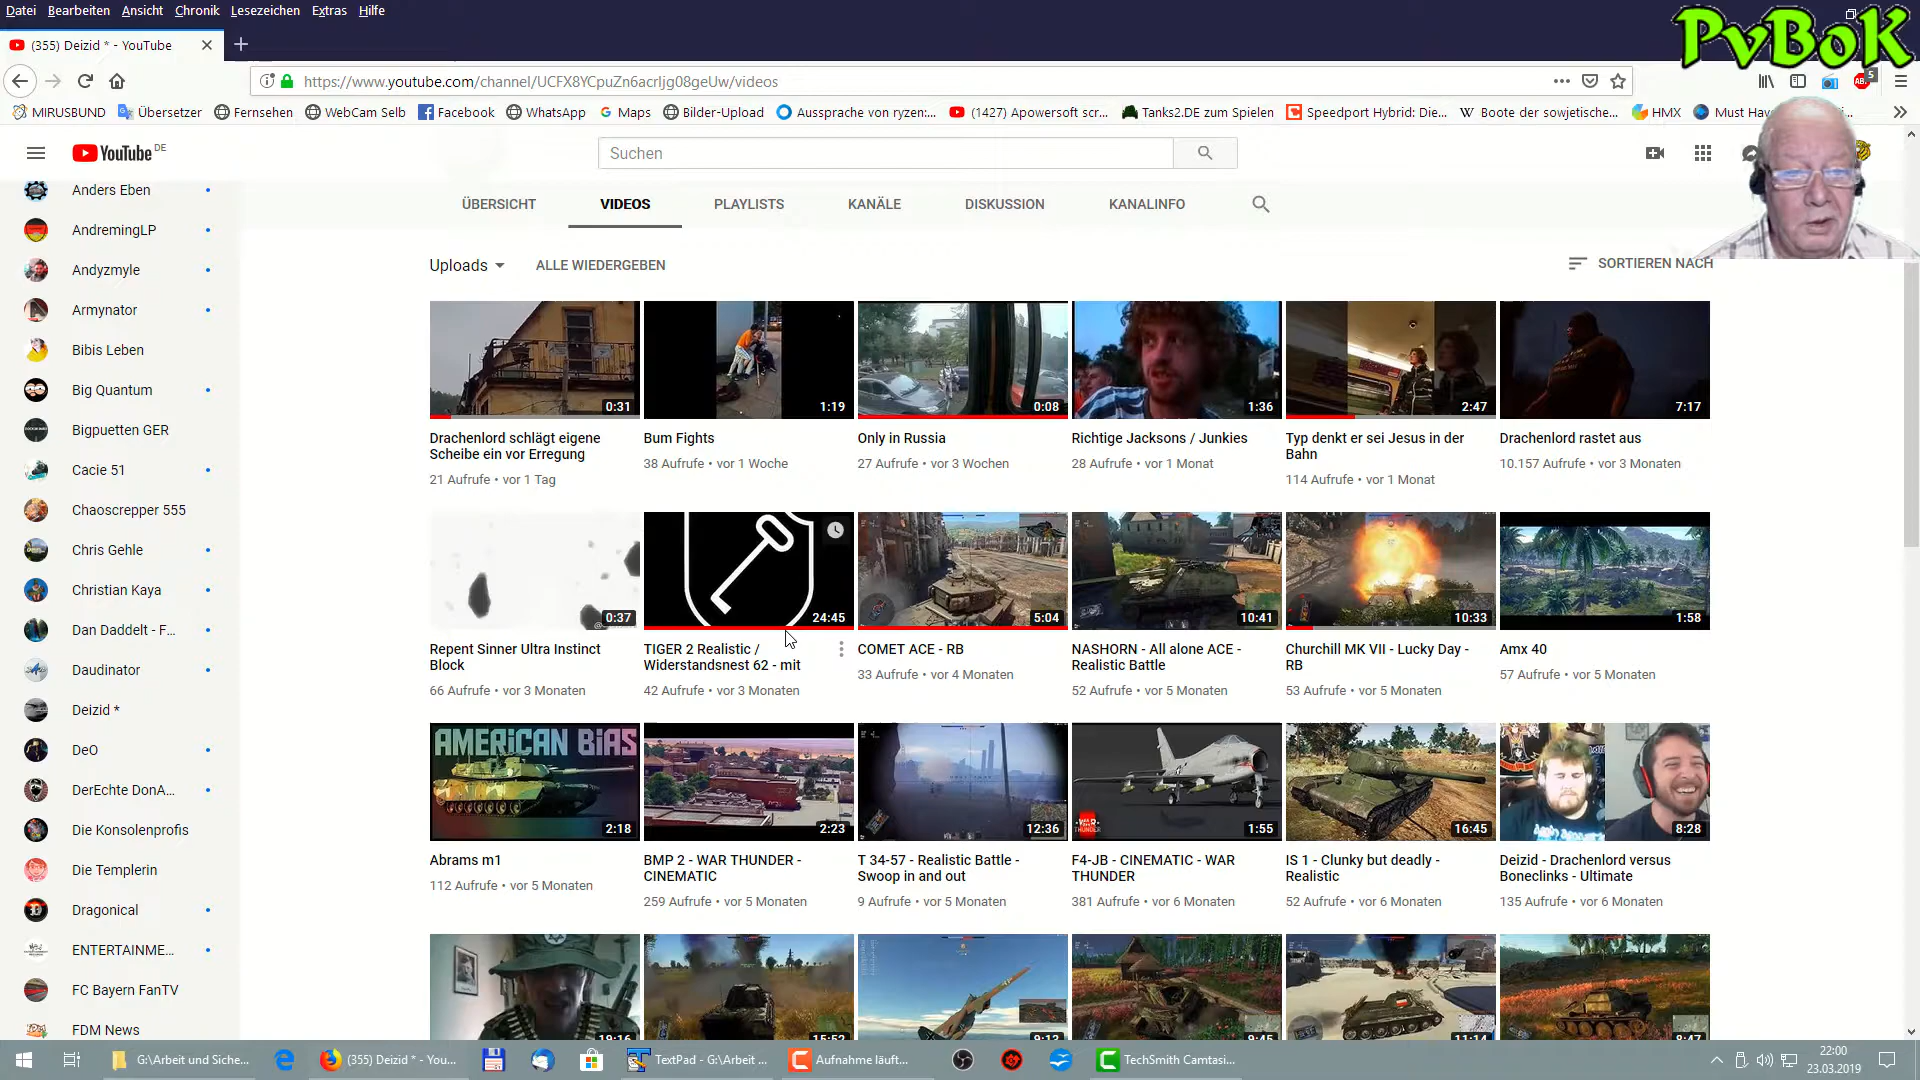 Datei Bearbeiten Ansicht Chronik Lesezeichen Extras Hilfe
PvBoK
(355) Deizid * - YouTube
https://www.youtube.com/channel/UCFX8YCpuZn6acrIjg08geUw/videos
5
MIRUSBUND Übersetzer Fernsehen WebCam Selb Facebook WhatsApp Maps Bilder-Upload Aussprache von ryzen:... (1427) Apowersoft scr... Tanks2.DE zum Spielen Speedport Hybrid: Die... Boote der sowjetische... HMX
YouTube DE
Suchen
ÜBERSICHT VIDEOS PLAYLISTS KANÄLE DISKUSSION KANALINFO
Uploads ALLE WIEDERGEBEN SORTIEREN NACH
Anders Eben
AndremingLP
Andyzmyle
Armynator
Bibis Leben
Big Quantum
Bigpuetten GER
Cacie 51
Chaoscrepper 555
Chris Gehle
Christian Kaya
Dan Daddelt - F...
Daudinator
Deizid *
DeO
DerEchte DonA...
Die Konsolenprofis
Die Templerin
Dragonical
ENTERTAINME...
FC Bayern FanTV
FDM News
0:31 1:19 0:08 1:36 2:47 7:17
Drachenlord schlägt eigene
Scheibe ein vor Erregung
21 Aufrufe • vor 1 Tag
Bum Fights
38 Aufrufe • vor 1 Woche
Only in Russia
27 Aufrufe • vor 3 Wochen
Richtige Jacksons / Junkies
28 Aufrufe • vor 1 Monat
Typ denkt er sei Jesus in der
Bahn
114 Aufrufe • vor 1 Monat
Drachenlord rastet aus
10.157 Aufrufe • vor 3 Monaten
0:37 24:45 5:04 10:41 10:33 1:58
Repent Sinner Ultra Instinct
Block
66 Aufrufe • vor 3 Monaten
TIGER 2 Realistic /
Widerstandsnest 62 - mit
42 Aufrufe • vor 3 Monaten
COMET ACE - RB
33 Aufrufe • vor 4 Monaten
NASHORN - All alone ACE -
Realistic Battle
52 Aufrufe • vor 5 Monaten
Churchill MK VII - Lucky Day -
RB
53 Aufrufe • vor 5 Monaten
Amx 40
57 Aufrufe • vor 5 Monaten
AMERICAN BIAS
2:18 2:23 12:36 1:55 16:45 8:28
Abrams m1
112 Aufrufe • vor 5 Monaten
BMP 2 - WAR THUNDER -
CINEMATIC
259 Aufrufe • vor 5 Monaten
T 34-57 - Realistic Battle -
Swoop in and out
9 Aufrufe • vor 5 Monaten
F4-JB - CINEMATIC - WAR
THUNDER
381 Aufrufe • vor 6 Monaten
IS 1 - Clunky but deadly -
Realistic
52 Aufrufe • vor 6 Monaten
Deizid - Drachenlord versus
Boneclinks - Ultimate
135 Aufrufe • vor 6 Monaten
G:\Arbeit und Siche... (355) Deizid * - You... TextPad - G:\Arbeit ... Aufnahme läuft... TechSmith Camtasi...
22:00
23.03.2019